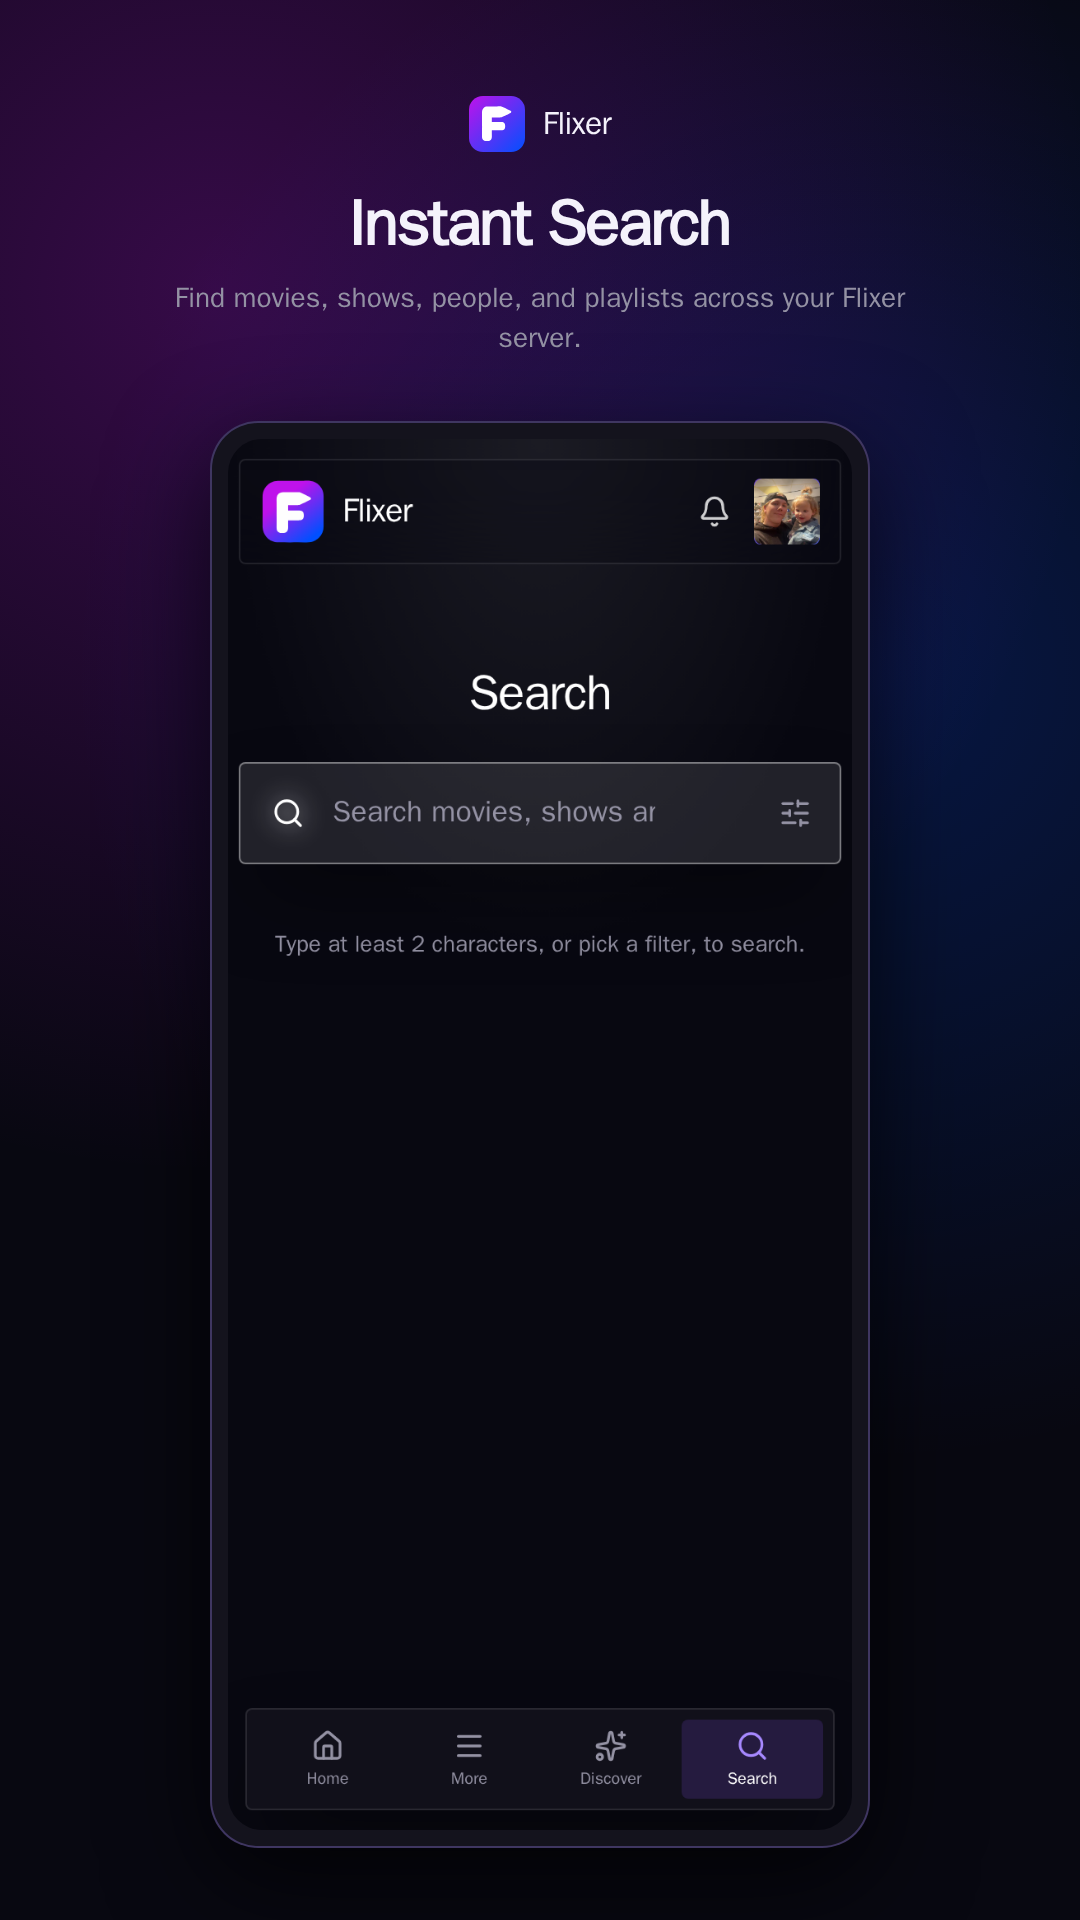 Flixer
Instant Search
Find movies, shows, people, and playlists across your Flixer
server.
Flixer
Search
Search movies, shows ar
Type at least 2 characters, or pick a filter, to search.
Home
More
Discover
Search